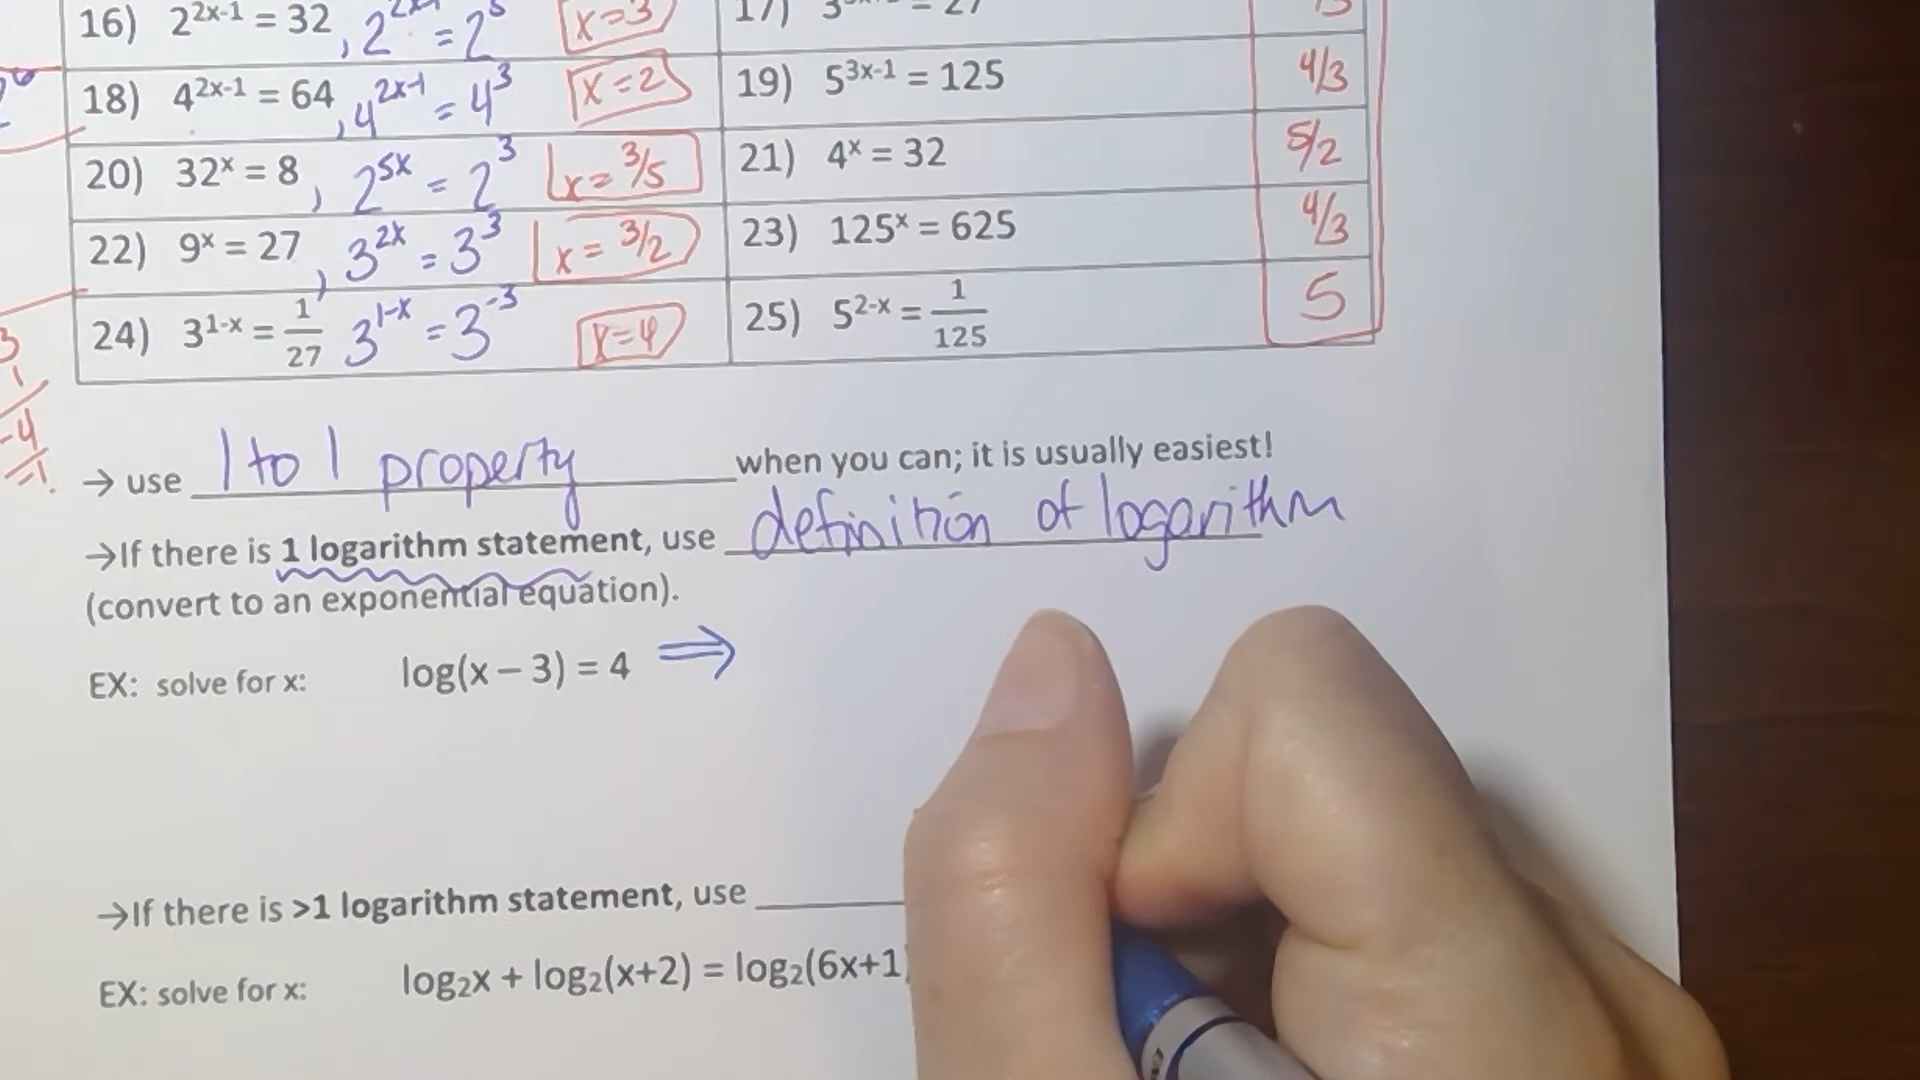 16) 2^2x-1 = 32 , 2 = 2^5 x=3 17) = 27
18) 4^2x-1 = 64 , 4^2x-1 = 4^3 x=2 19) 5^3x-1 = 125 4/3
20) 32^x = 8 , 2^5x = 2^3 x = 3/5 21) 4^x = 32 5/2
22) 9^x = 27 , 3^2x = 3^3 x = 3/2 23) 125^x = 625 4/3
24) 3^1-x = 1/27 3^1-x = 3^-3 x=4 25) 5^2-x = 1/125 5
→ use 1 to 1 property when you can; it is usually easiest!
→If there is 1 logarithm statement, use definition of logarithm
(convert to an exponential equation).
EX: solve for x: log(x – 3) = 4 ⇒
→If there is >1 logarithm statement, use
EX: solve for x: log₂x + log₂(x+2) = log₂(6x+1